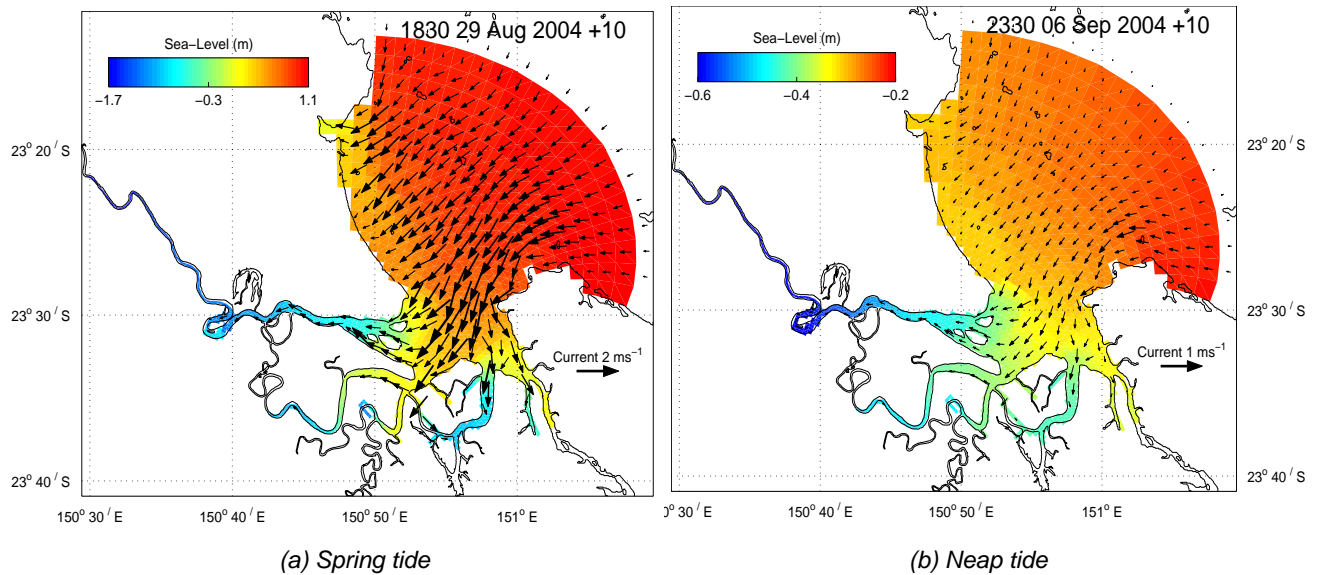 1830 29 Aug 2004 +10
Sea−Level (m)
−1.7 −0.3 1.1
23° 20′ S
23° 30′ S
23° 40′ S
Current 2 ms−1
150° 30′ E 150° 40′ E 150° 50′ E 151° E
(a) Spring tide
2330 06 Sep 2004 +10
Sea−Level (m)
−0.6 −0.4 −0.2
23° 20′ S
23° 30′ S
23° 40′ S
Current 1 ms−1
150° 30′ E 150° 40′ E 150° 50′ E 151° E
(b) Neap tide